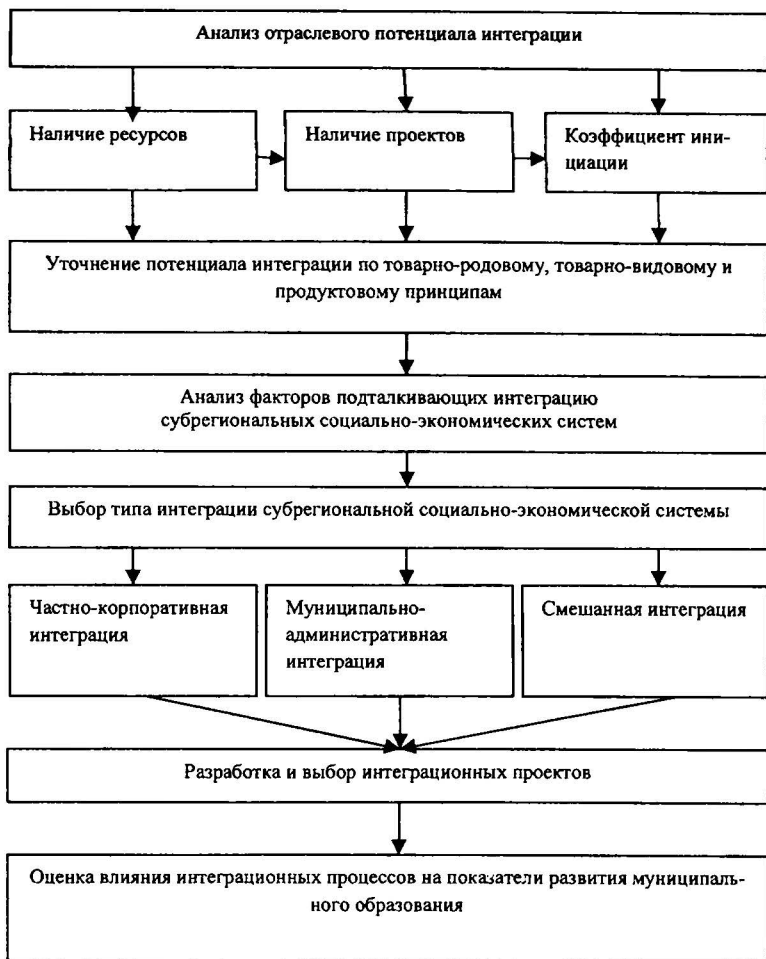 Анализ отраслевого потенциала интеграции
Наличие ресурсов
Наличие проектов
Коэффициент ини-
циации
Уточнение потенциала интеграции по товарно-родовому, товарно-видовому и
продуктовому принципам
Анализ факторов подталкивающих интеграцию
субрегиональных социально-экономических систем
Выбор типа интеграции субрегиональной социально-экономической системы
Частно-корпоративная
интеграция
Муниципально-
административная
интеграция
Смешанная интеграция
Разработка и выбор интеграционных проектов
Оценка влияния интеграционных процессов на показатели развития муниципаль-
ного образования